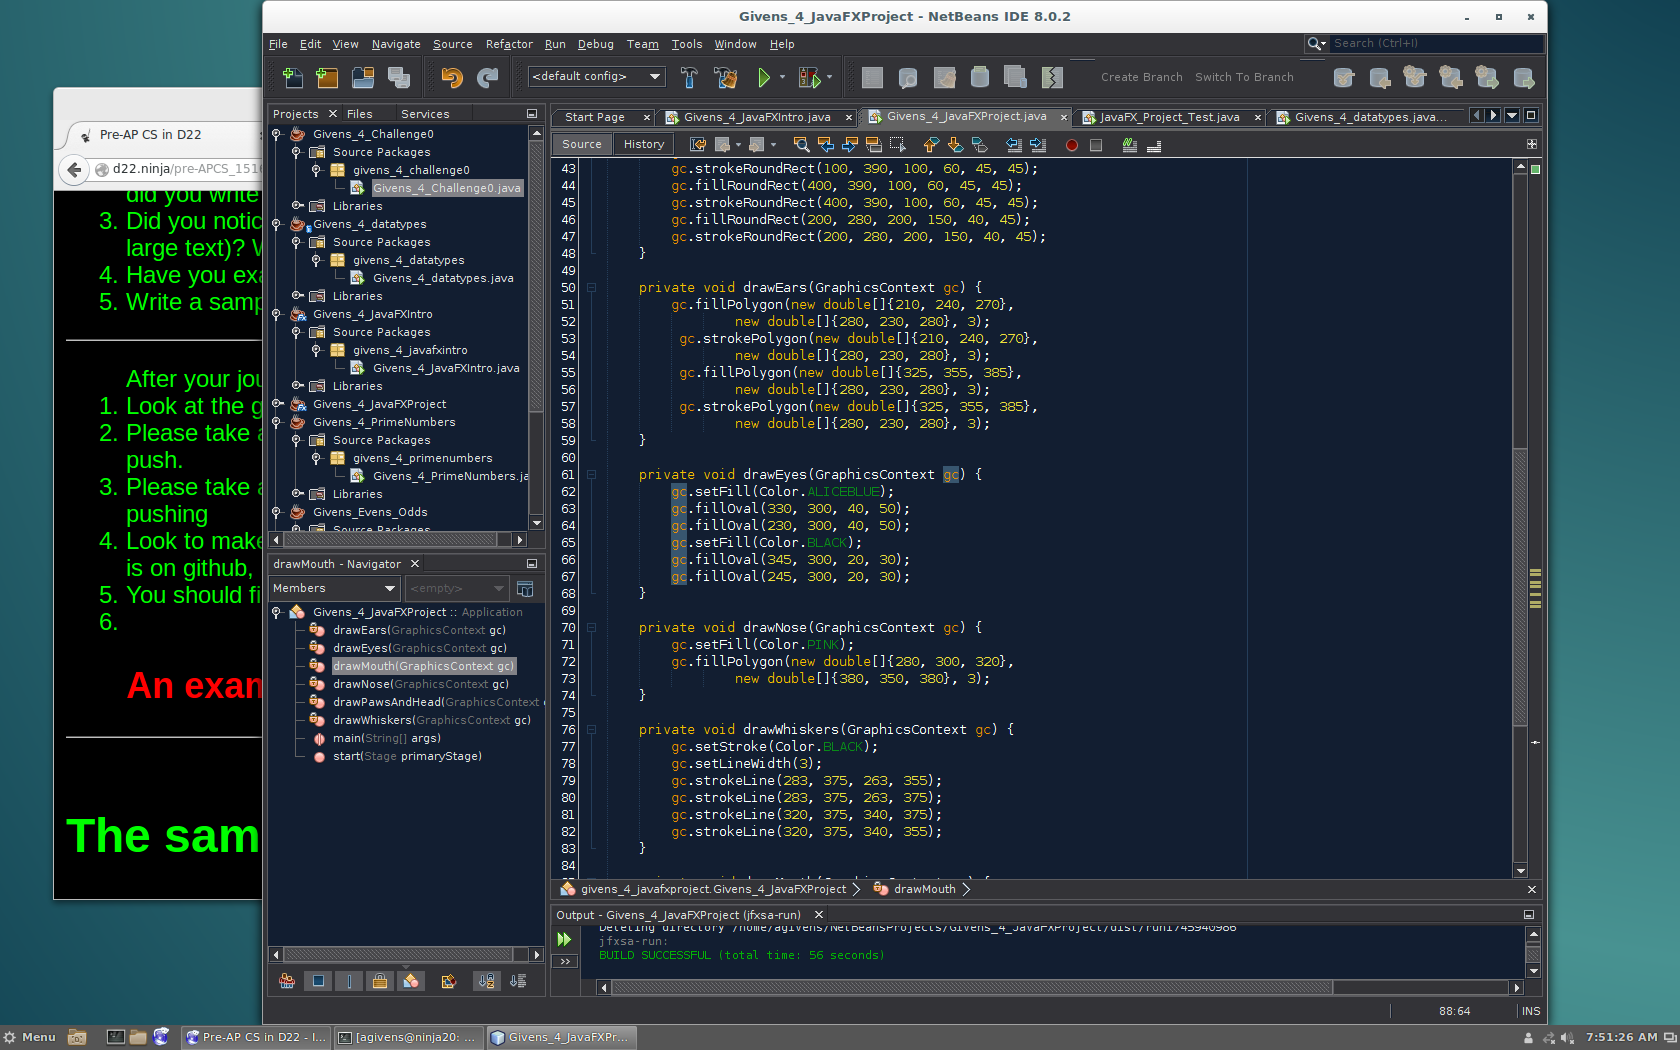 Givens_4_JavaFXProject - NetBeans IDE 8.0.2
File Edit View Navigate Source Refactor Run Debug Team Tools Window Help
Search (Ctrl+I)
<default config>
Create Branch Switch To Branch
Pre-AP CS in D22
d22.ninja/pre-APCS_1516
did you write
3. Did you notic
large text)? W
4. Have you exa
5. Write a samp
After your jou
1. Look at the g
2. Please take a
push.
3. Please take a
pushing
4. Look to make
is on github,
5. You should fi
6.
An exam
The sam
Projects Files Services
Givens_4_Challenge0
Source Packages
givens_4_challenge0
Givens_4_Challenge0.java
Libraries
Givens_4_datatypes
Source Packages
givens_4_datatypes
Givens_4_datatypes.java
Libraries
Givens_4_JavaFXIntro
Source Packages
givens_4_javafxintro
Givens_4_JavaFXIntro.java
Libraries
Givens_4_JavaFXProject
Givens_4_PrimeNumbers
Source Packages
givens_4_primenumbers
Givens_4_PrimeNumbers.ja
Libraries
Givens_Evens_Odds
Source Packages
drawMouth - Navigator
Members <empty>
Givens_4_JavaFXProject :: Application
drawEars(GraphicsContext gc)
drawEyes(GraphicsContext gc)
drawMouth(GraphicsContext gc)
drawNose(GraphicsContext gc)
drawPawsAndHead(GraphicsContext
drawWhiskers(GraphicsContext gc)
main(String[] args)
start(Stage primaryStage)
Start Page Givens_4_JavaFXIntro.java Givens_4_JavaFXProject.java JavaFX_Project_Test.java Givens_4_datatypes.java...
Source History
43 gc.strokeRoundRect(100, 390, 100, 60, 45, 45);
44 gc.fillRoundRect(400, 390, 100, 60, 45, 45);
45 gc.strokeRoundRect(400, 390, 100, 60, 45, 45);
46 gc.fillRoundRect(200, 280, 200, 150, 40, 45);
47 gc.strokeRoundRect(200, 280, 200, 150, 40, 45);
48 }
49
50 private void drawEars(GraphicsContext gc) {
51 gc.fillPolygon(new double[]{210, 240, 270},
52 new double[]{280, 230, 280}, 3);
53 gc.strokePolygon(new double[]{210, 240, 270},
54 new double[]{280, 230, 280}, 3);
55 gc.fillPolygon(new double[]{325, 355, 385},
56 new double[]{280, 230, 280}, 3);
57 gc.strokePolygon(new double[]{325, 355, 385},
58 new double[]{280, 230, 280}, 3);
59 }
60
61 private void drawEyes(GraphicsContext gc) {
62 gc.setFill(Color.ALICEBLUE);
63 gc.fillOval(330, 300, 40, 50);
64 gc.fillOval(230, 300, 40, 50);
65 gc.setFill(Color.BLACK);
66 gc.fillOval(345, 300, 20, 30);
67 gc.fillOval(245, 300, 20, 30);
68 }
69
70 private void drawNose(GraphicsContext gc) {
71 gc.setFill(Color.PINK);
72 gc.fillPolygon(new double[]{280, 300, 320},
73 new double[]{380, 350, 380}, 3);
74 }
75
76 private void drawWhiskers(GraphicsContext gc) {
77 gc.setStroke(Color.BLACK);
78 gc.setLineWidth(3);
79 gc.strokeLine(283, 375, 263, 355);
80 gc.strokeLine(283, 375, 263, 375);
81 gc.strokeLine(320, 375, 340, 375);
82 gc.strokeLine(320, 375, 340, 355);
83 }
84
givens_4_javafxproject.Givens_4_JavaFXProject drawMouth
Output - Givens_4_JavaFXProject (jfxsa-run)
Deleting directory /home/agivens/NetBeansProjects/Givens_4_JavaFXProject/dist/run1745940986
jfxsa-run:
BUILD SUCCESSFUL (total time: 56 seconds)
88:64 INS
Menu Pre-AP CS in D22 - I... [agivens@ninja20: ... Givens_4_JavaFXPr... 7:51:26 AM